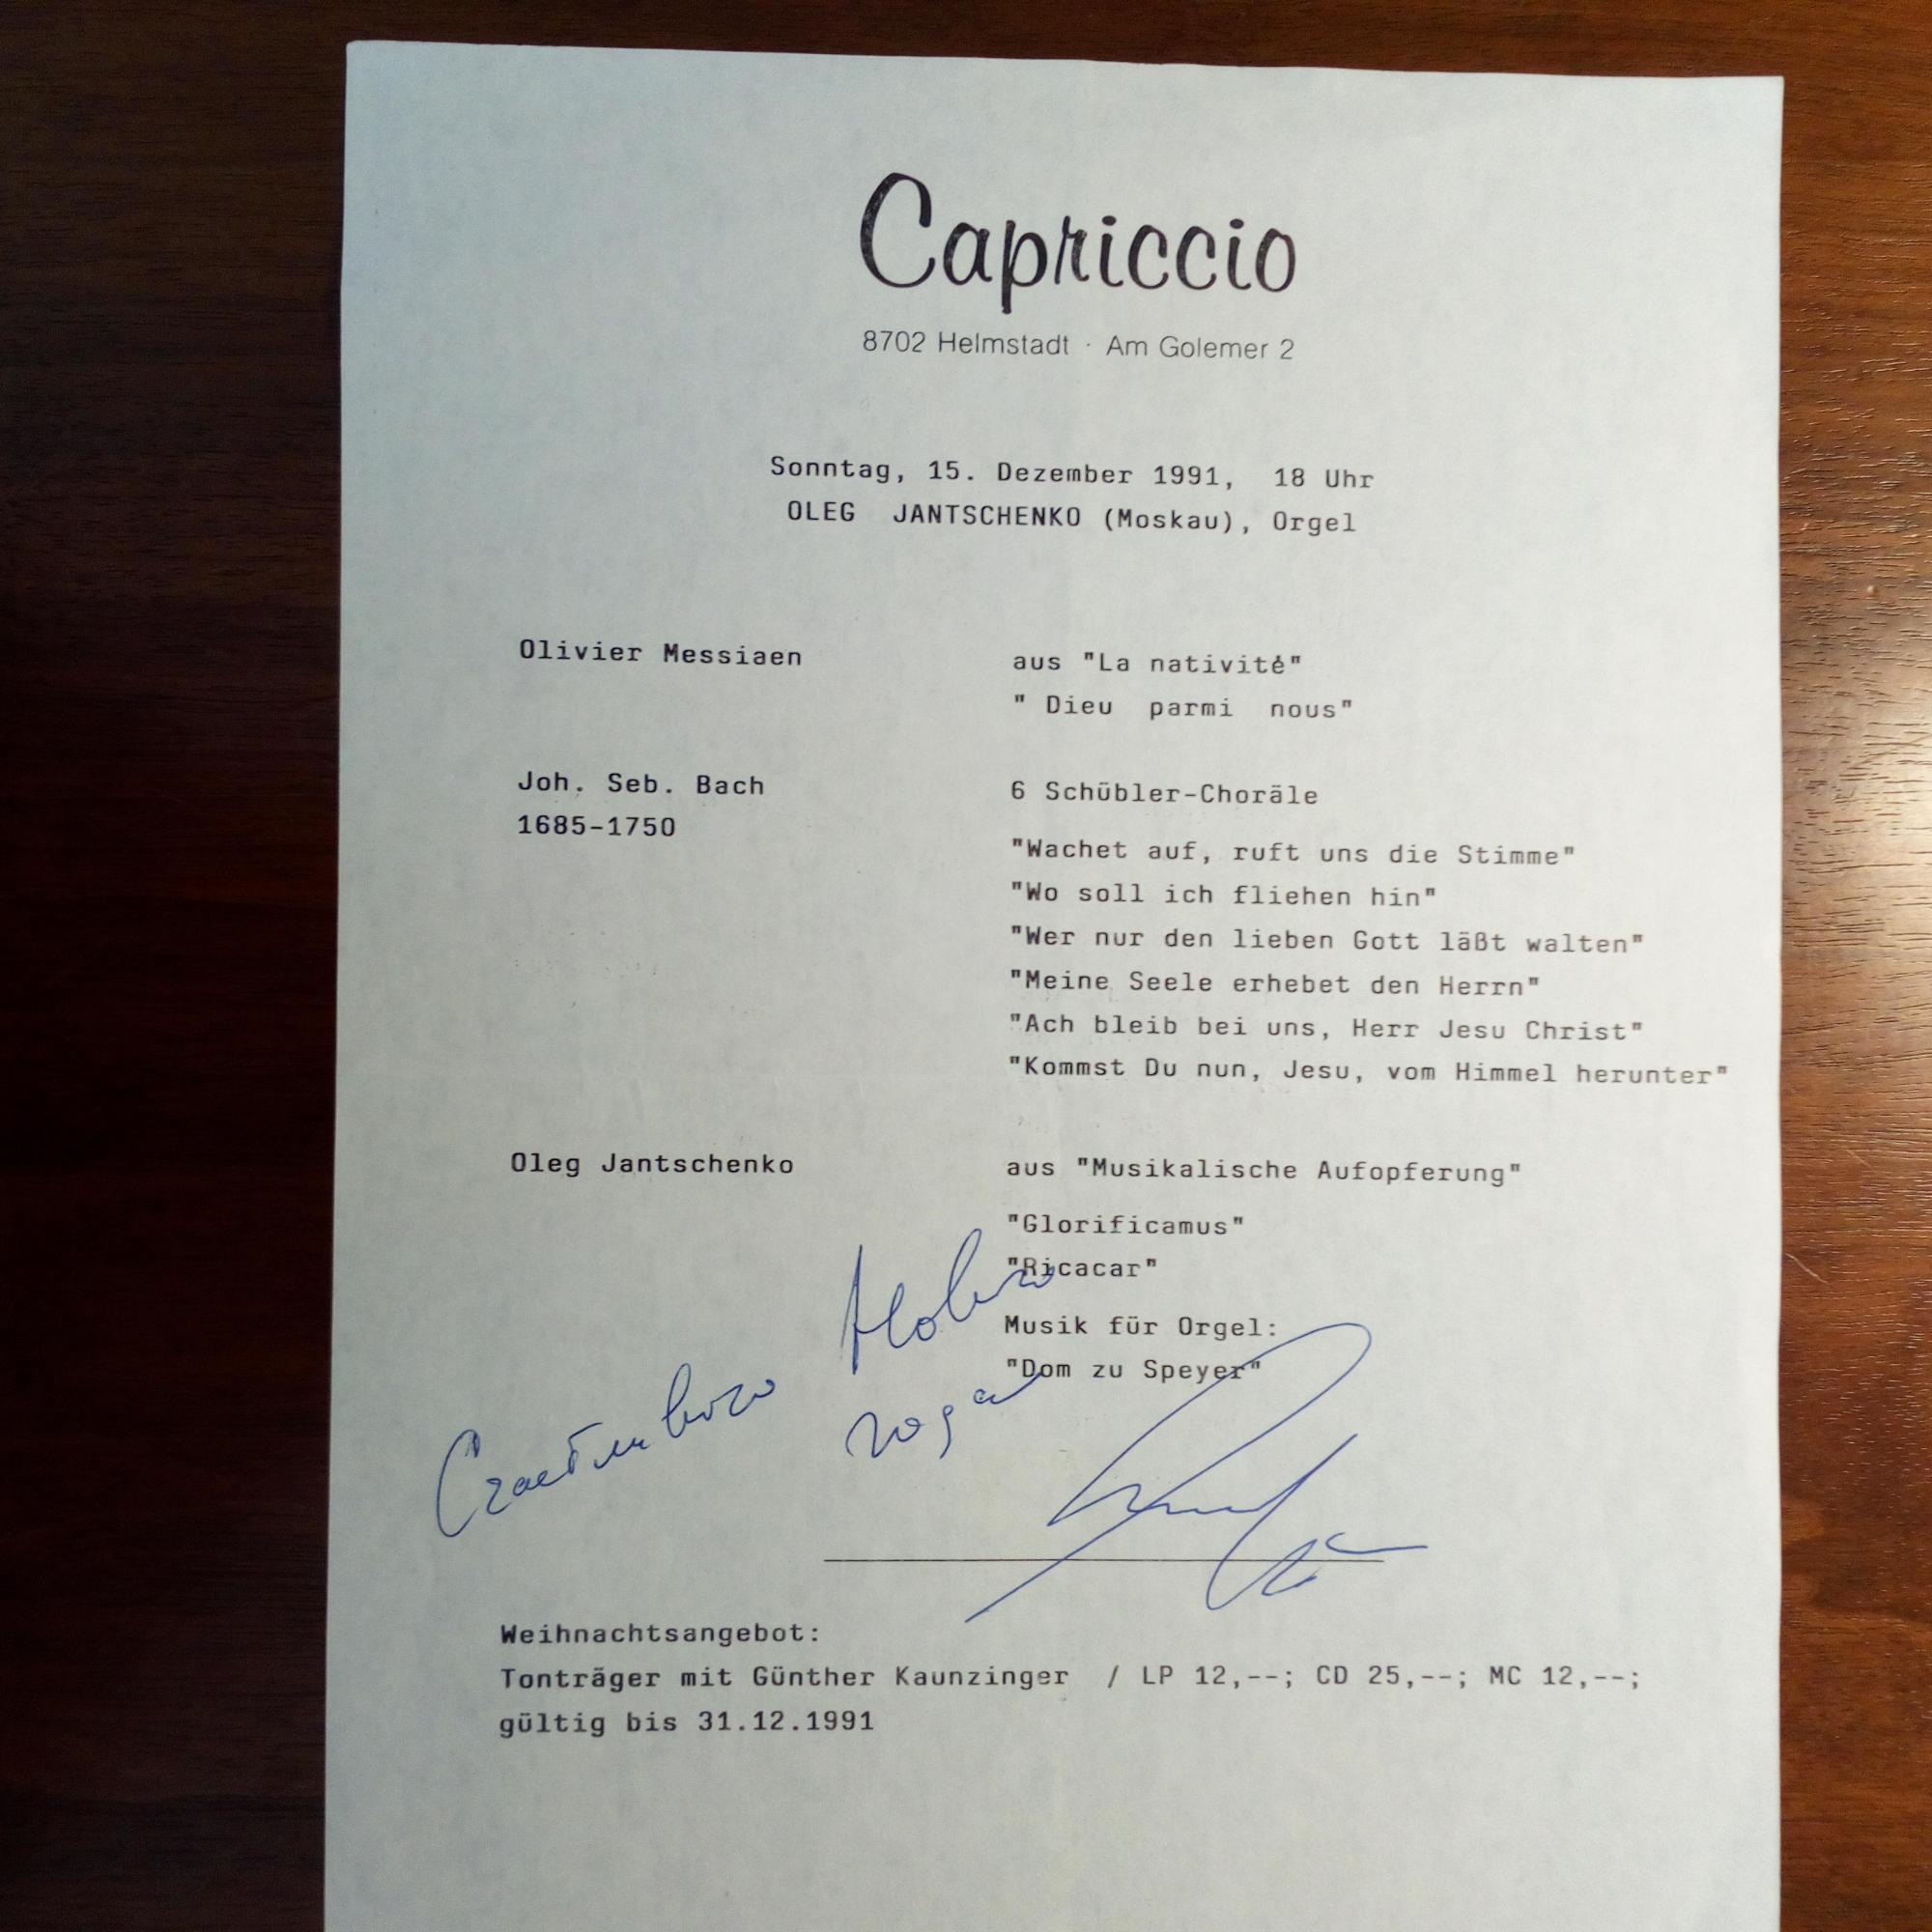 Capriccio
8702 Helmstadt · Am Golemer 2
Sonntag, 15. Dezember 1991, 18 Uhr
OLEG JANTSCHENKO (Moskau), Orgel
Olivier Messiaen
aus "La nativité"
" Dieu parmi nous"
Joh. Seb. Bach
1685-1750
6 Schübler-Choräle
"Wachet auf, ruft uns die Stimme"
"Wo soll ich fliehen hin"
"Wer nur den lieben Gott läßt walten"
"Meine Seele erhebet den Herrn"
"Ach bleib bei uns, Herr Jesu Christ"
"Kommst Du nun, Jesu, vom Himmel herunter"
Oleg Jantschenko
aus "Musikalische Aufopferung"
"Glorificamus"
"Ricacar"
Musik für Orgel:
"Dom zu Speyer"
Счастливого Нового
года
Weihnachtsangebot:
Tonträger mit Günther Kaunzinger / LP 12,--; CD 25,--; MC 12,--;
gültig bis 31.12.1991